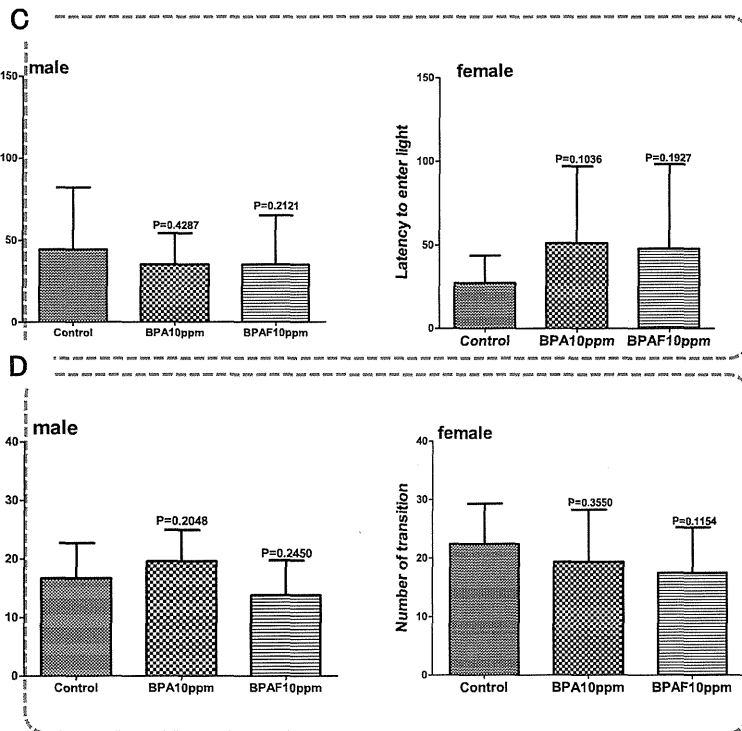 C
male
150
100
50
0
P=0.4287
P=0.2121
Control
BPA10ppm
BPAF10ppm
female
Latency to enter light
150
100
50
0
P=0.1036
P=0.1927
Control
BPA10ppm
BPAF10ppm
D
male
40
30
20
10
0
P=0.2048
P=0.2450
Control
BPA10ppm
BPAF10ppm
female
Number of transition
40
30
20
10
0
P=0.3550
P=0.1154
Control
BPA10ppm
BPAF10ppm